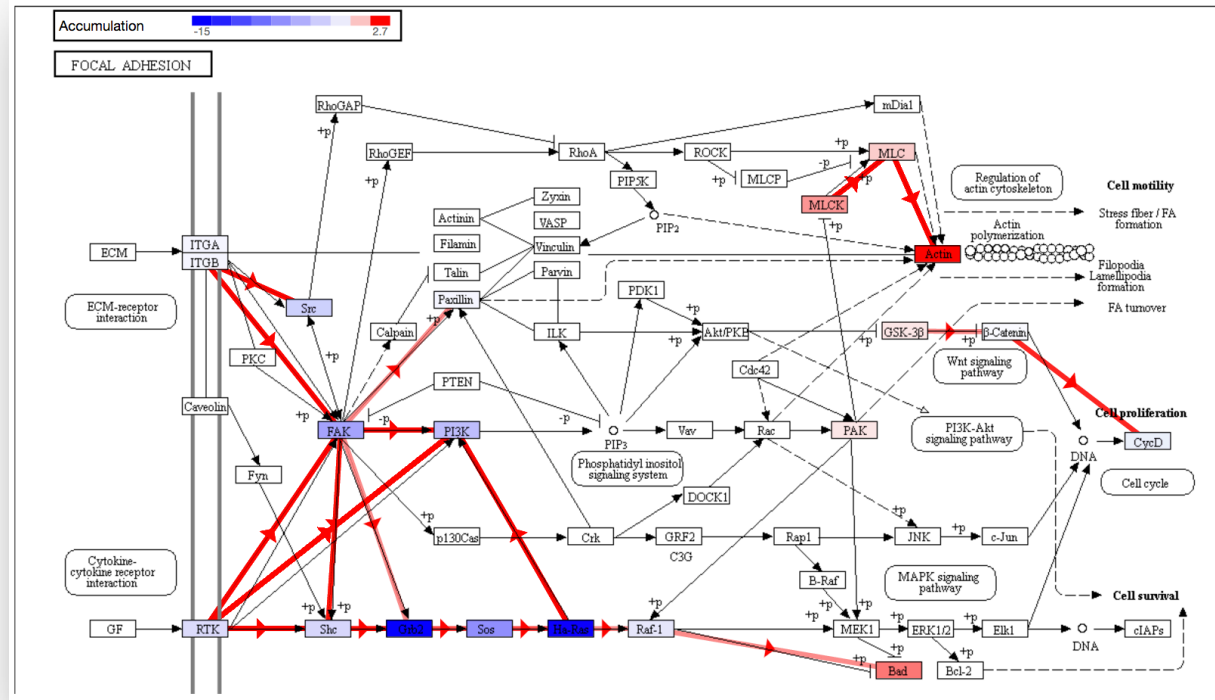 Accumulation
-15
2.7
FOCAL ADHESION
RhoGAP
mDia1
+p
RhoGEF
+p
RhoA
ROCK
+p
MLC
-p
+p
MLCP
+p
PIP5K
MLCK
+p
Regulation of
actin cytoskeleton
Cell motility
Zyxin
Actinin
VASP
PIP2
Stress fiber / FA
formation
ECM
ITGA
ITGB
Filamin
Vinculin
Actin
Actin
polymerization
Talin
Parvin
Filopodia
Lamellipodia
formation
ECM-receptor
interaction
Src
Paxillin
PDK1
FA turnover
+p
Calpain
ILK
+p
+p
Akt/PKB
+p
GSK-3β
+p
β-Catenin
PKC
+p
Wnt signaling
pathway
PTEN
Cdc42
Caveolin
+p
-p
-p
Cell proliferation
FAK
PI3K
PIP3
Vav
Rac
PAK
PI3K-Akt
signaling pathway
DNA
CycD
Phosphatidyl inositol
signaling system
Fyn
Cell cycle
DOCK1
+p
+p
+p
p130Cas
Crk
GRF2
C3G
Rap1
JNK
c-Jun
Cytokine-
cytokine receptor
interaction
B-Raf
MAPK signaling
pathway
Cell survival
+p
+p
+p
+p
+p
GF
RTK
Shc
Grb2
Sos
Ha-Ras
Raf-1
MEK1
+p
ERK1/2
+p
Elk1
DNA
cIAPs
+p
+p
Bad
Bcl-2